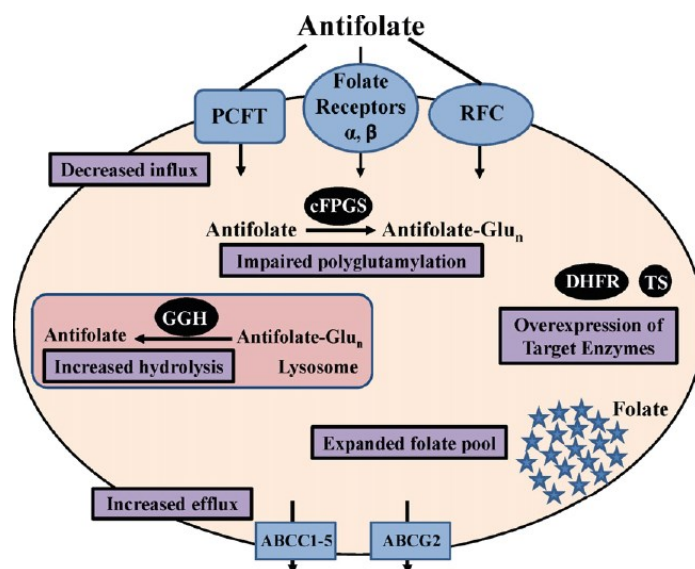 Antifolate
PCFT
Folate
Receptors
α, β
RFC
Decreased influx
cFPGS
Antifolate
Antifolate-Gluₙ
Impaired polyglutamylation
DHFR
TS
GGH
Antifolate
Antifolate-Gluₙ
Increased hydrolysis
Lysosome
Overexpression of
Target Enzymes
Folate
Expanded folate pool
Increased efflux
ABCC1-5
ABCG2